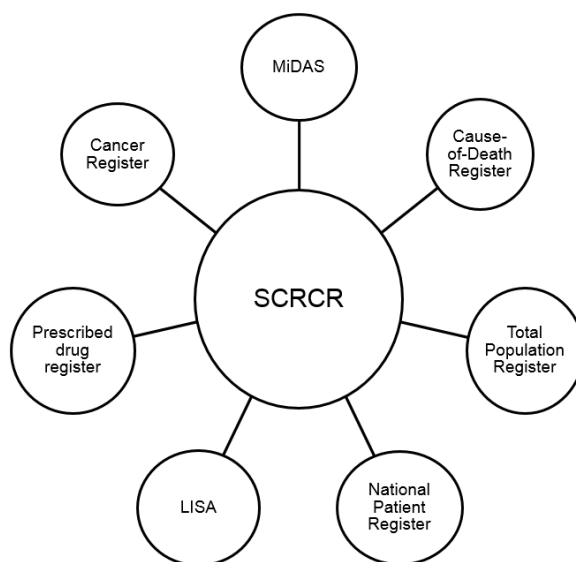 MiDAS
Cancer
Register
Cause-
of-Death
Register
SCRCR
Prescribed
drug
register
Total
Population
Register
LISA
National
Patient
Register